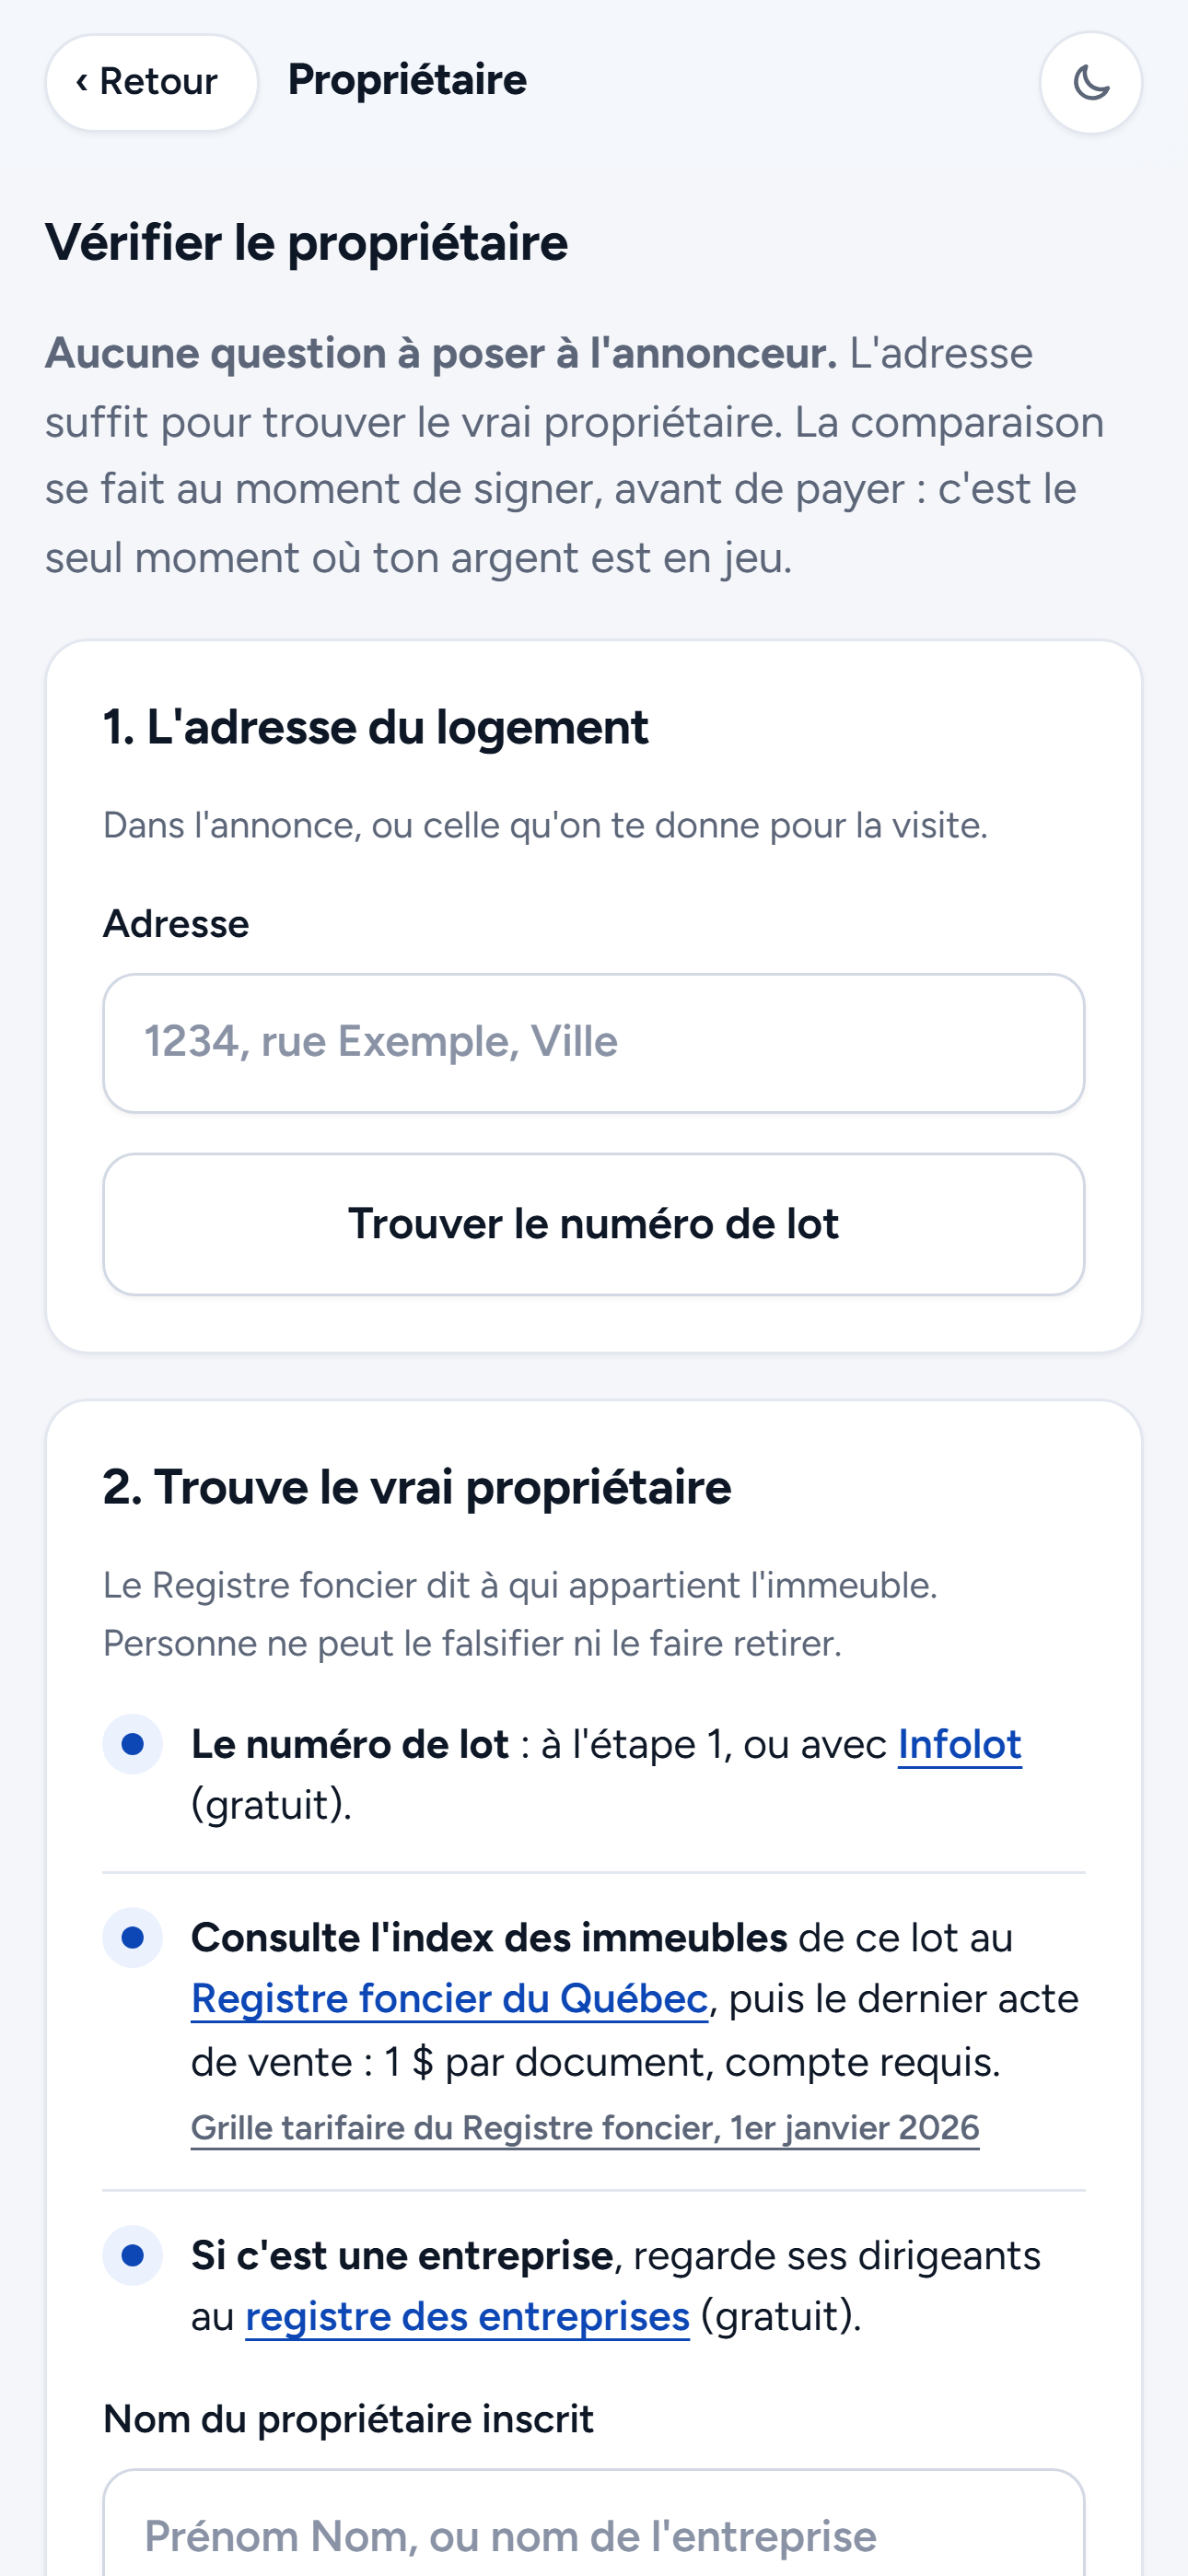 ‹ Retour
Propriétaire
Vérifier le propriétaire
Aucune question à poser à l'annonceur. L'adresse
suffit pour trouver le vrai propriétaire. La comparaison
se fait au moment de signer, avant de payer : c'est le
seul moment où ton argent est en jeu.
1. L'adresse du logement
Dans l'annonce, ou celle qu'on te donne pour la visite.
Adresse
1234, rue Exemple, Ville
Trouver le numéro de lot
2. Trouve le vrai propriétaire
Le Registre foncier dit à qui appartient l'immeuble.
Personne ne peut le falsifier ni le faire retirer.
Le numéro de lot : à l'étape 1, ou avec Infolot
(gratuit).
Consulte l'index des immeubles de ce lot au
Registre foncier du Québec, puis le dernier acte
de vente : 1 $ par document, compte requis.
Grille tarifaire du Registre foncier, 1er janvier 2026
Si c'est une entreprise, regarde ses dirigeants
au registre des entreprises (gratuit).
Nom du propriétaire inscrit
Prénom Nom, ou nom de l'entreprise